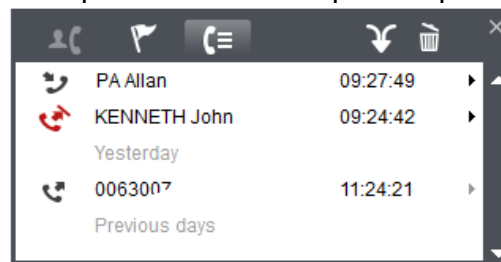 PA Allan 09:27:49
KENNETH John 09:24:42
Yesterday
11:24:21
Previous days